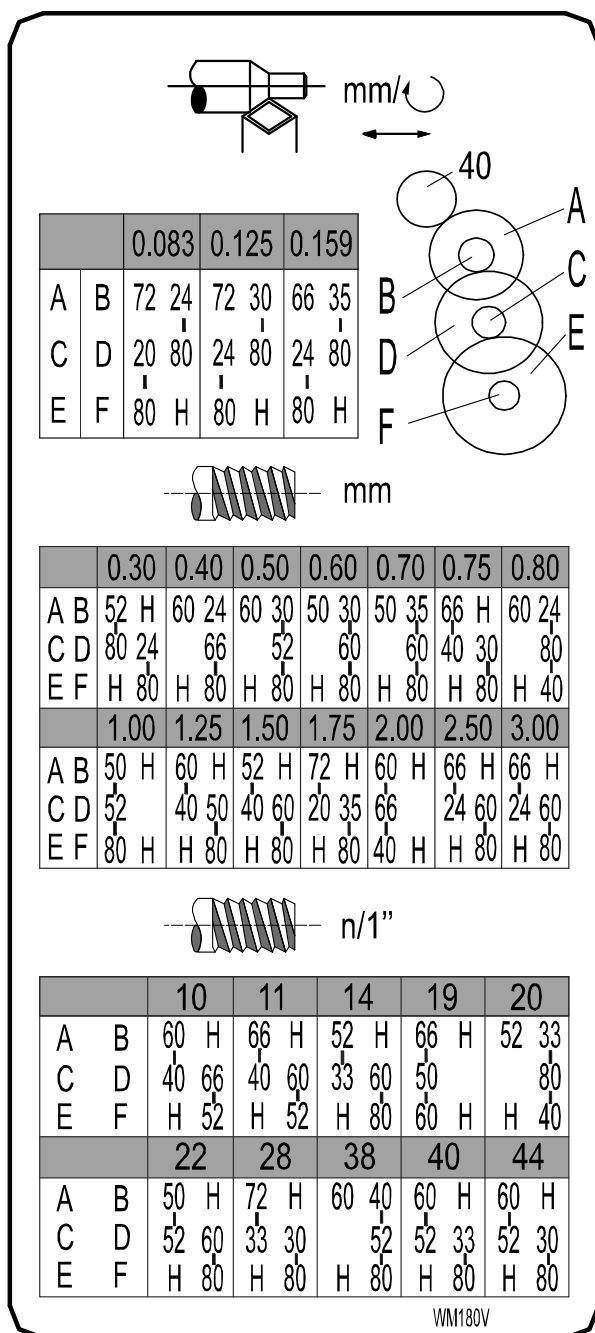 mm/
40
A
B
C
D
E
F
0.083 0.125 0.159
A B 72 24 72 30 66 35
C D 20 80 24 80 24 80
E F 80 H 80 H 80 H
mm
0.30 0.40 0.50 0.60 0.70 0.75 0.80
A B 52 H 60 24 60 30 50 30 50 35 66 H 60 24
C D 80 24 66 52 60 60 40 30 80
E F H 80 H 80 H 80 H 80 H 80 H 80 H 40
1.00 1.25 1.50 1.75 2.00 2.50 3.00
A B 50 H 60 H 52 H 72 H 60 H 66 H 66 H
C D 52 40 50 40 60 20 35 66 24 60 24 60
E F 80 H H 80 H 80 H 80 40 H H 80 H 80
n/1’’
10 11 14 19 20
A B 60 H 66 H 52 H 66 H 52 33
C D 40 66 40 60 33 60 50 80
E F H 52 H 52 H 80 60 H H 40
22 28 38 40 44
A B 50 H 72 H 60 40 60 H 60 H
C D 52 60 33 30 52 52 33 52 30
E F H 80 H 80 H 80 H 80 H 80
WM180V